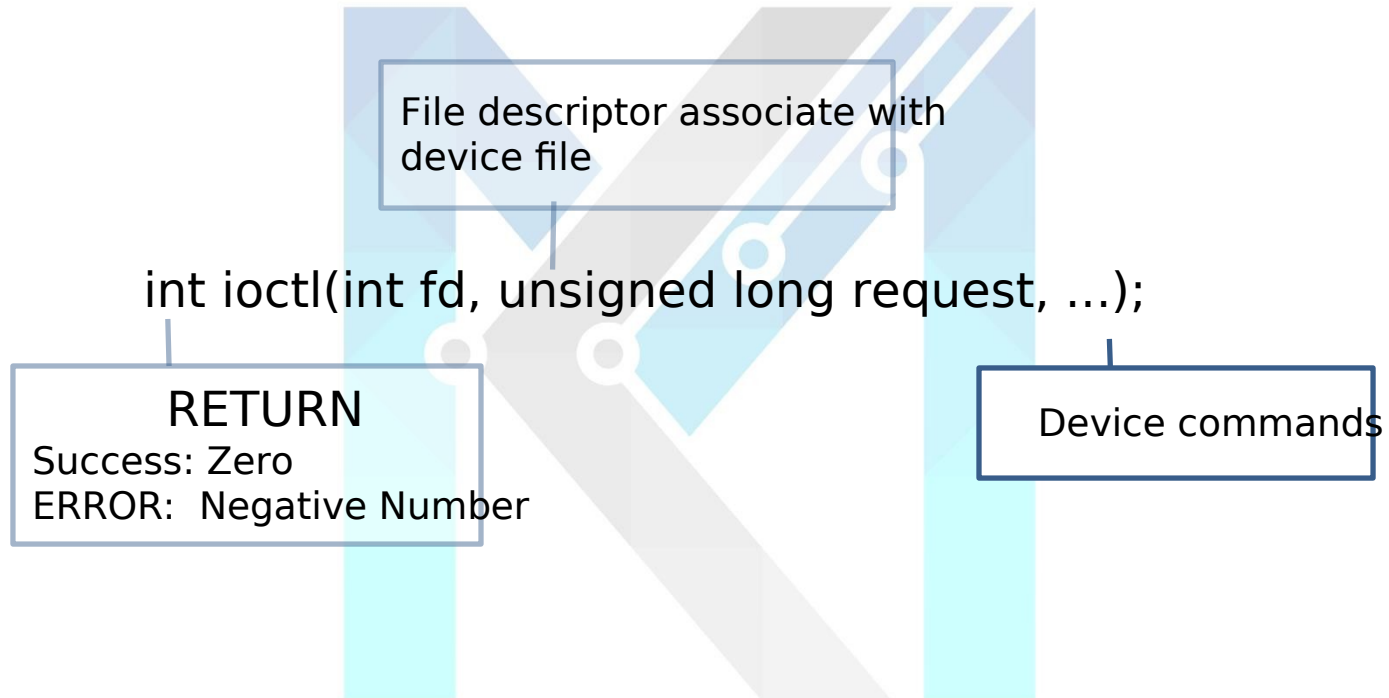 File descriptor associate with
device file
int ioctl(int fd, unsigned long request, ...);
RETURN
Success: Zero
ERROR:  Negative Number
Device commands